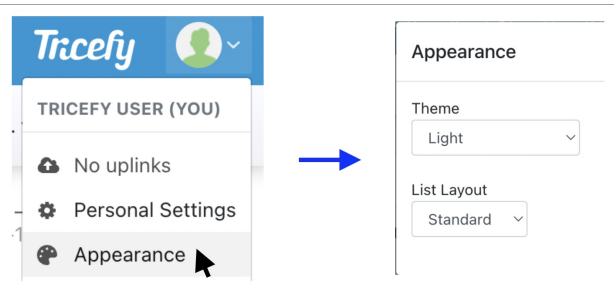 Tricefy
TRICEFY USER (YOU)
No uplinks
Personal Settings
Appearance
Appearance
Theme
Light
List Layout
Standard